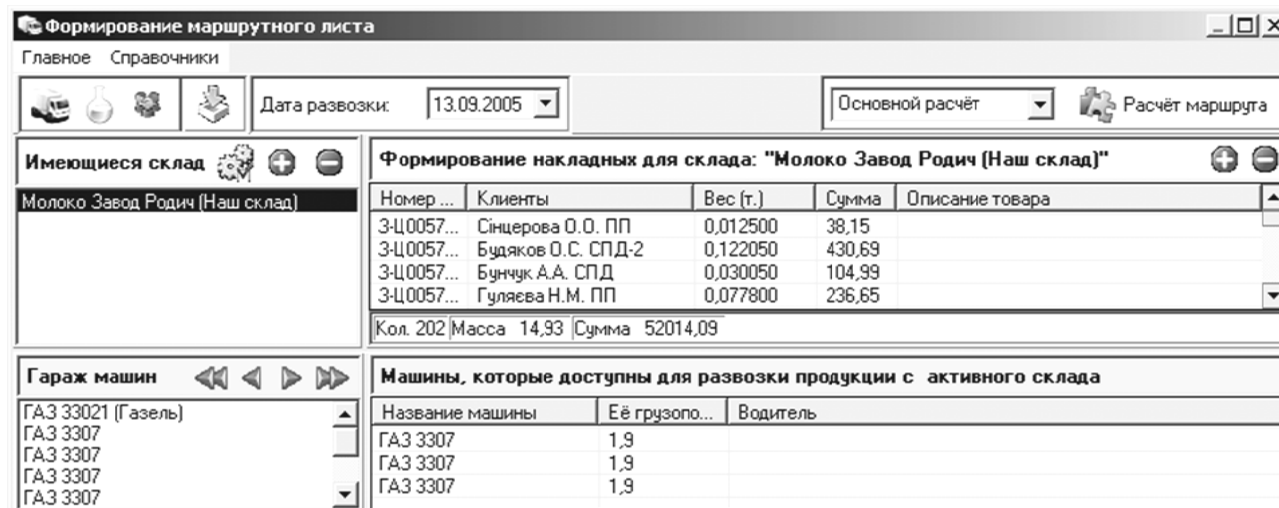 Формирование маршрутного листа
Главное Справочники
Дата развозки: 13.09.2005 Основной расчёт Расчёт маршрута
Имеющиеся склад
Молоко Завод Родич (Наш склад)
Формирование накладных для склада: "Молоко Завод Родич (Наш склад)"
Номер ... Клиенты Вес (т.) Сумма Описание товара
З-Ц0057... Сінцерова О.О. ПП 0,012500 38,15
З-Ц0057... Будяков О.С. СПД-2 0,122050 430,69
З-Ц0057... Бунчук А.А. СПД 0,030050 104,99
З-Ц0057... Гуляєва Н.М. ПП 0,077800 236,65
Кол. 202 Масса 14,93 Сумма 52014,09
Гараж машин
ГАЗ 33021 (Газель)
ГАЗ 3307
ГАЗ 3307
ГАЗ 3307
ГАЗ 3307
Машины, которые доступны для развозки продукции с активного склада
Название машины Её грузопо... Водитель
ГАЗ 3307 1,9
ГАЗ 3307 1,9
ГАЗ 3307 1,9